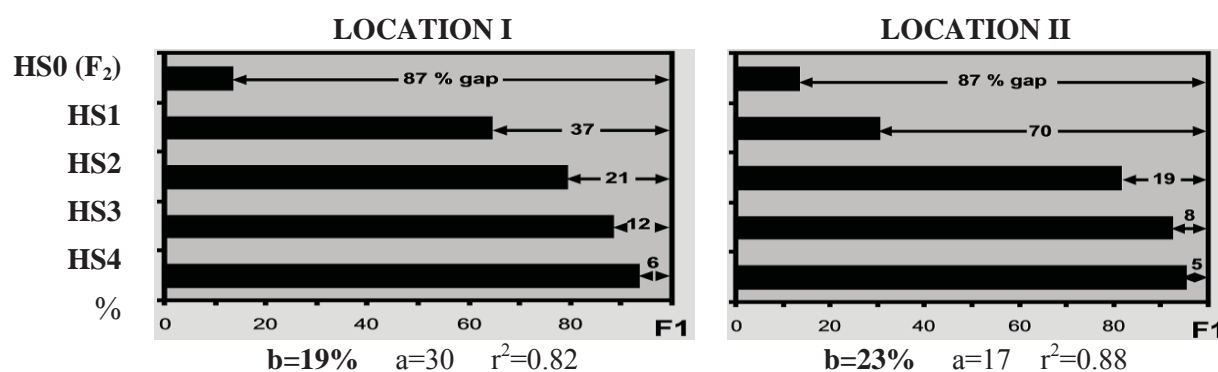 LOCATION I
LOCATION II
HS0 (F₂)
HS1
HS2
HS3
HS4
%
87 % gap
37
21
12
6
0 20 40 60 80 F1
b=19% a=30 r²=0.82
87 % gap
70
19
8
5
0 20 40 60 80 F1
b=23% a=17 r²=0.88